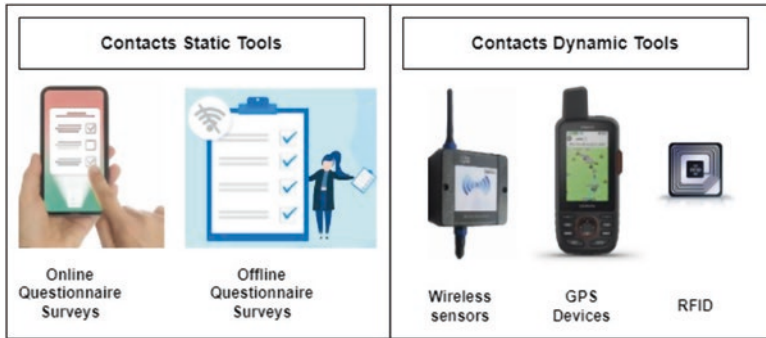 Contacts Static Tools
Contacts Dynamic Tools
Online
Questionnaire
Surveys
Offline
Questionnaire
Surveys
Wireless
sensors
GPS
Devices
RFID